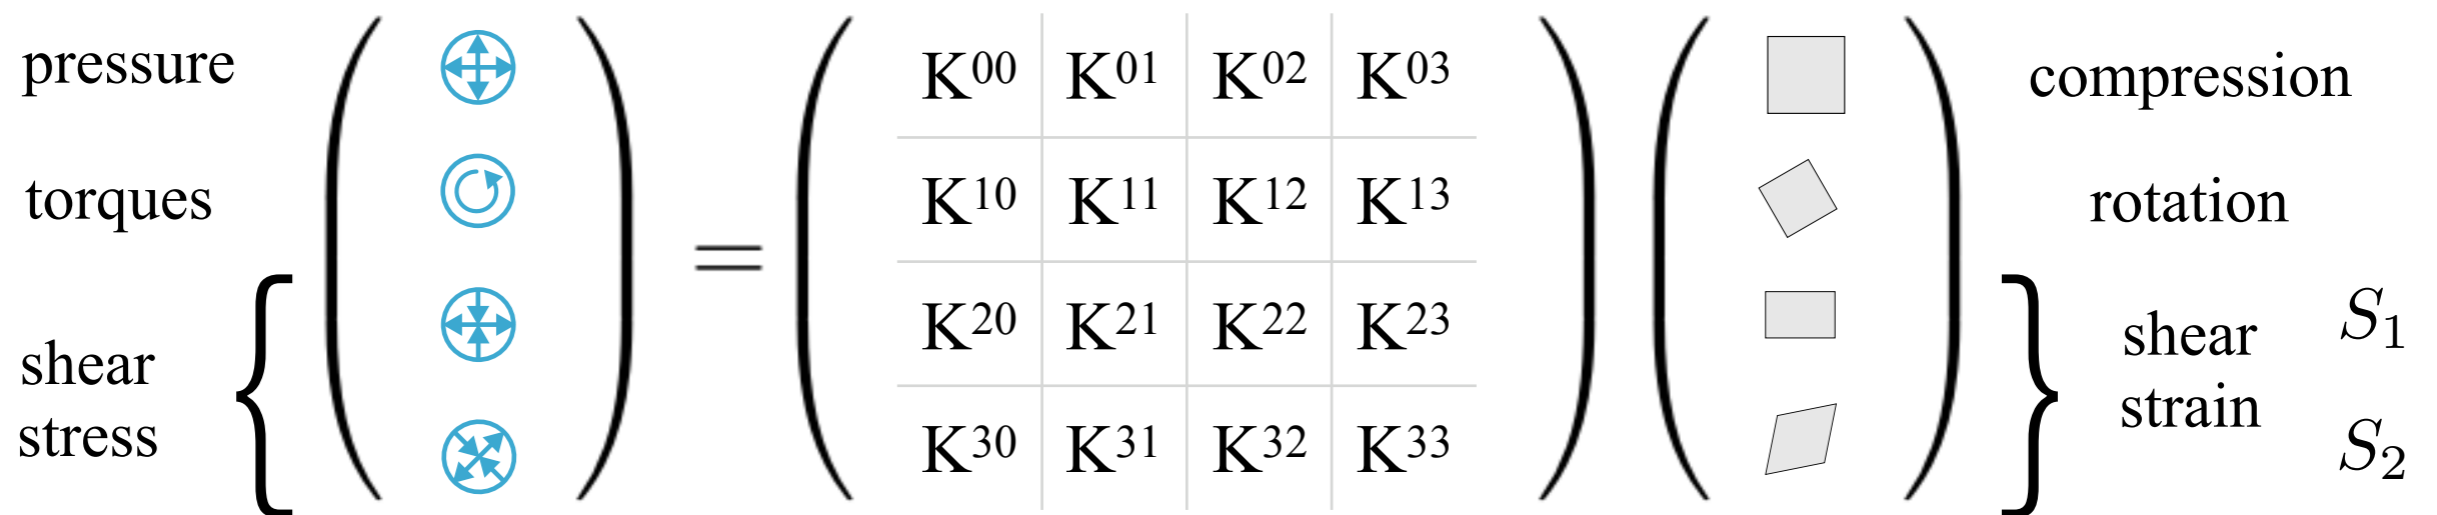 pressure
K⁰⁰ K⁰¹ K⁰² K⁰³
compression
torques
=
K¹⁰ K¹¹ K¹² K¹³
rotation
shear
stress
K²⁰ K²¹ K²² K²³
K³⁰ K³¹ K³² K³³
shear
strain
S₁
S₂